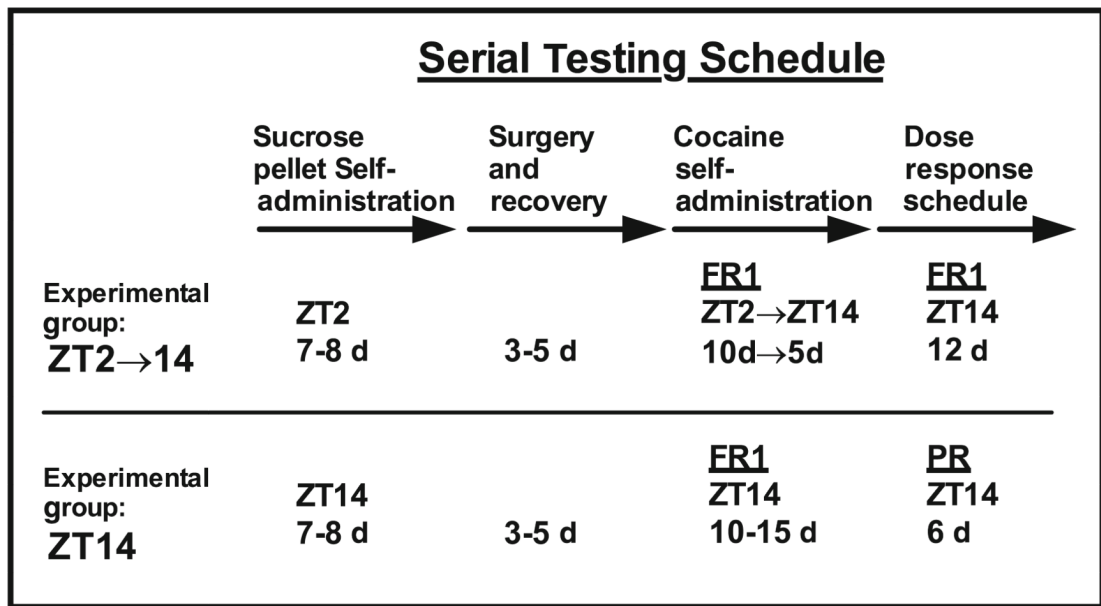 Serial Testing Schedule
Sucrose
pellet Self-
administration
Surgery
and
recovery
Cocaine
self-
administration
Dose
response
schedule
Experimental
group:
ZT2→14
ZT2
7-8 d
3-5 d
FR1
ZT2→ZT14
10d→5d
FR1
ZT14
12 d
Experimental
group:
ZT14
ZT14
7-8 d
3-5 d
FR1
ZT14
10-15 d
PR
ZT14
6 d